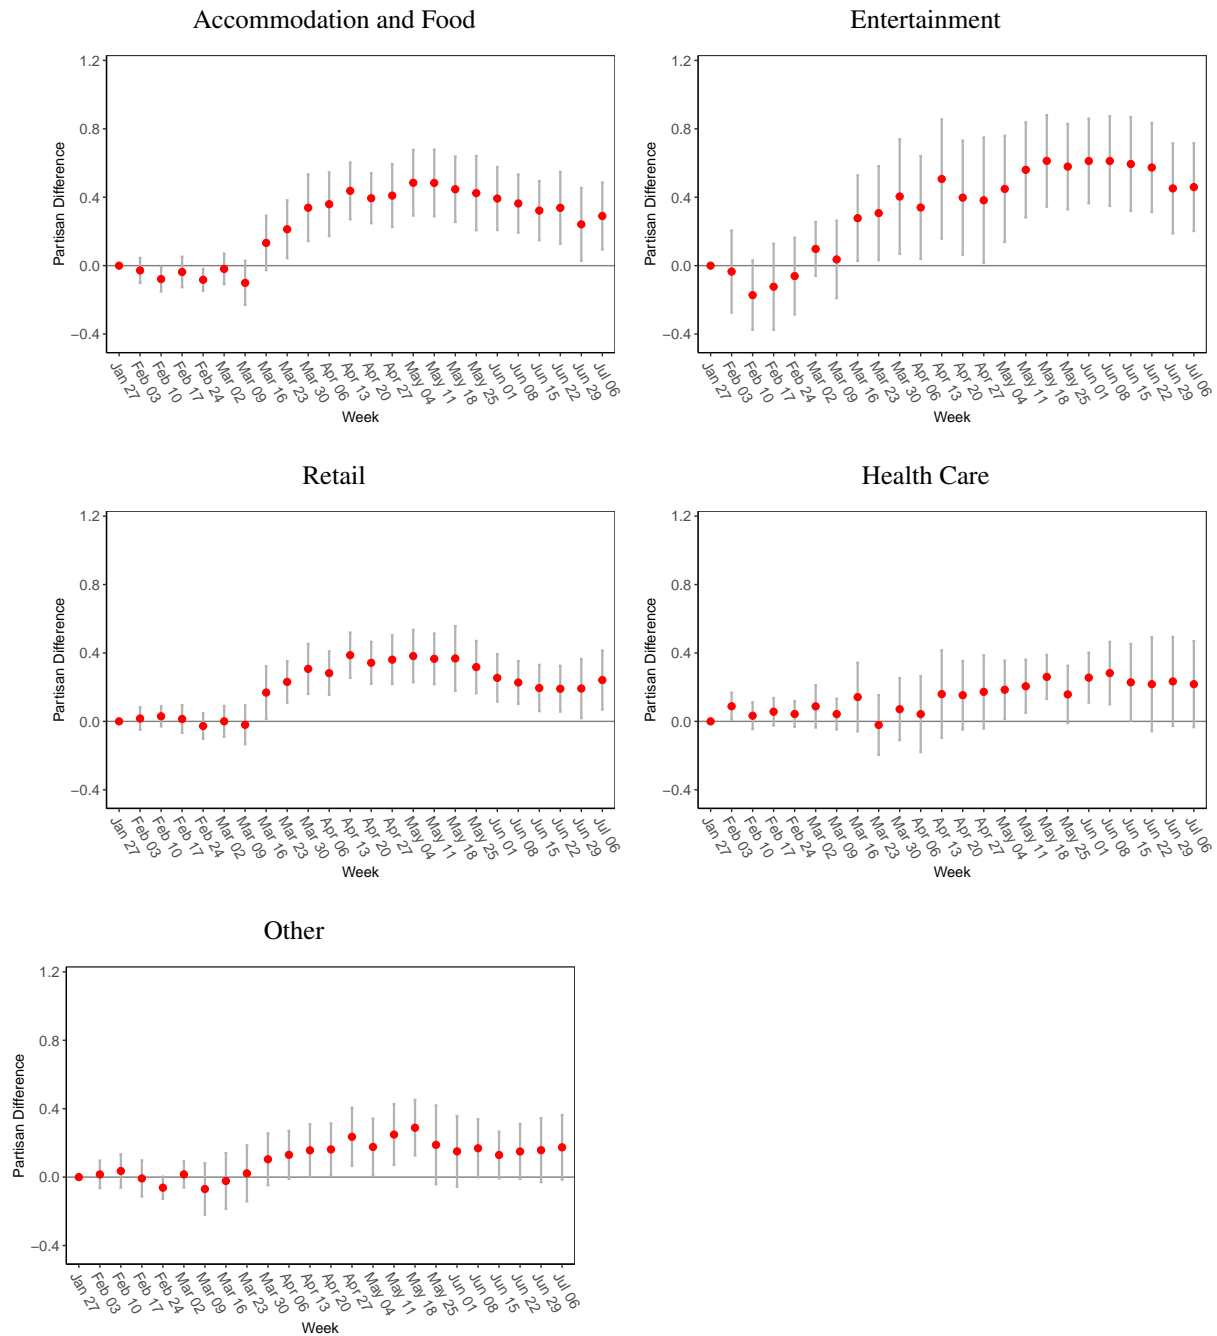 Accommodation and Food
Partisan Difference
1.2
0.8
0.4
0.0
−0.4
Jan 27
Feb 03
Feb 10
Feb 17
Feb 24
Mar 02
Mar 09
Mar 16
Mar 23
Mar 30
Apr 06
Apr 13
Apr 20
Apr 27
May 04
May 11
May 18
May 25
Jun 01
Jun 08
Jun 15
Jun 22
Jun 29
Jul 06
Week
Entertainment
Partisan Difference
1.2
0.8
0.4
0.0
−0.4
Jan 27
Feb 03
Feb 10
Feb 17
Feb 24
Mar 02
Mar 09
Mar 16
Mar 23
Mar 30
Apr 06
Apr 13
Apr 20
Apr 27
May 04
May 11
May 18
May 25
Jun 01
Jun 08
Jun 15
Jun 22
Jun 29
Jul 06
Week
Retail
Partisan Difference
1.2
0.8
0.4
0.0
−0.4
Jan 27
Feb 03
Feb 10
Feb 17
Feb 24
Mar 02
Mar 09
Mar 16
Mar 23
Mar 30
Apr 06
Apr 13
Apr 20
Apr 27
May 04
May 11
May 18
May 25
Jun 01
Jun 08
Jun 15
Jun 22
Jun 29
Jul 06
Week
Health Care
Partisan Difference
1.2
0.8
0.4
0.0
−0.4
Jan 27
Feb 03
Feb 10
Feb 17
Feb 24
Mar 02
Mar 09
Mar 16
Mar 23
Mar 30
Apr 06
Apr 13
Apr 20
Apr 27
May 04
May 11
May 18
May 25
Jun 01
Jun 08
Jun 15
Jun 22
Jun 29
Jul 06
Week
Other
Partisan Difference
1.2
0.8
0.4
0.0
−0.4
Jan 27
Feb 03
Feb 10
Feb 17
Feb 24
Mar 02
Mar 09
Mar 16
Mar 23
Mar 30
Apr 06
Apr 13
Apr 20
Apr 27
May 04
May 11
May 18
May 25
Jun 01
Jun 08
Jun 15
Jun 22
Jun 29
Jul 06
Week